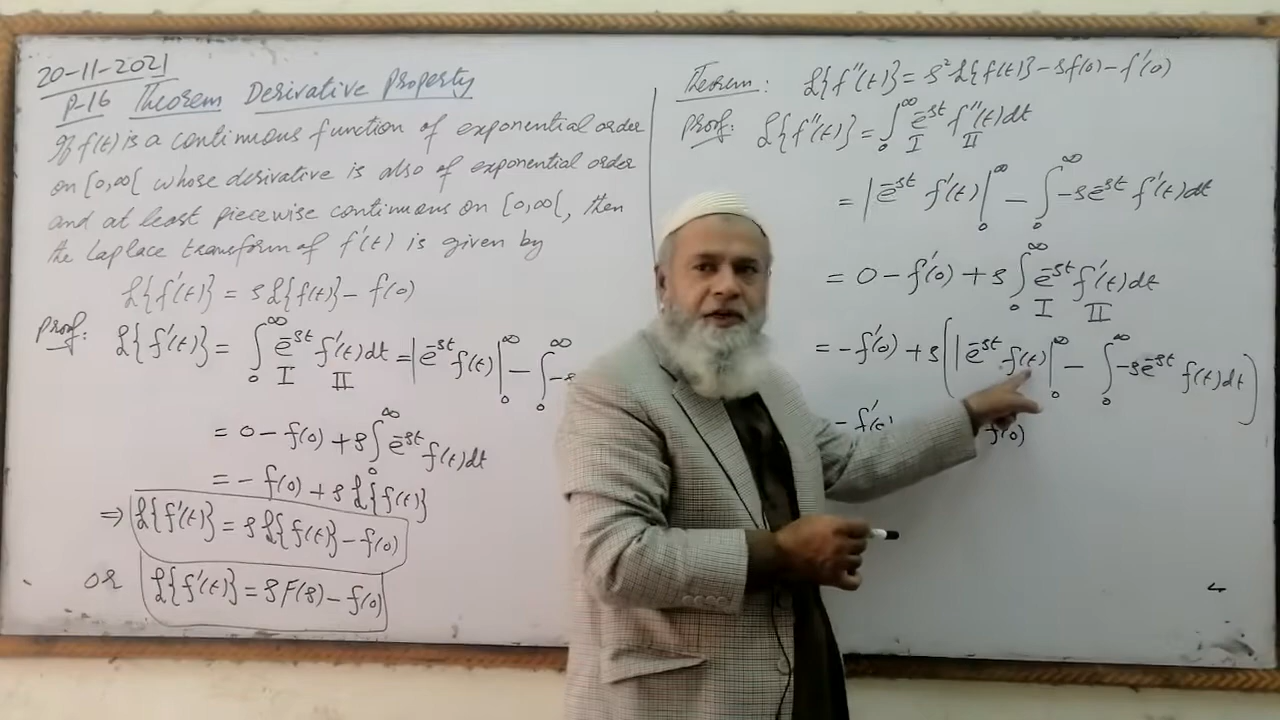 20-11-2021
P-16 Theorem Derivative Property
If f(t) is a continuous function of exponential order
on [0,∞[ whose derivative is also of exponential order
and at least piecewise continuous on [0,∞[, then
the Laplace transform of f'(t) is given by
ℒ{f'(t)} = sℒ{f(t)} - f(0)
Proof: ℒ{f'(t)} = ∫₀^∞ e^{-st} f'(t)dt = |e^{-st} f(t)|₀^∞ - ∫₀^∞ -s
I II
= 0 - f(0) + s∫₀^∞ e^{-st} f(t)dt
= - f(0) + sℒ{f(t)}
⇒ ℒ{f'(t)} = sℒ{f(t)} - f(0)
or ℒ{f'(t)} = sF(s) - f(0)
Theorem: ℒ{f''(t)} = s²ℒ{f(t)} - sf(0) - f'(0)
Proof: ℒ{f''(t)} = ∫₀^∞ e^{-st} f''(t)dt
I II
= |e^{-st} f'(t)|₀^∞ - ∫₀^∞ -se^{-st} f'(t)dt
= 0 - f'(0) + s∫₀^∞ e^{-st} f'(t)dt
I II
= -f'(0) + s(|e^{-st} f(t)|₀^∞ - ∫₀^∞ -se^{-st} f(t)dt)
- f'( f(0)